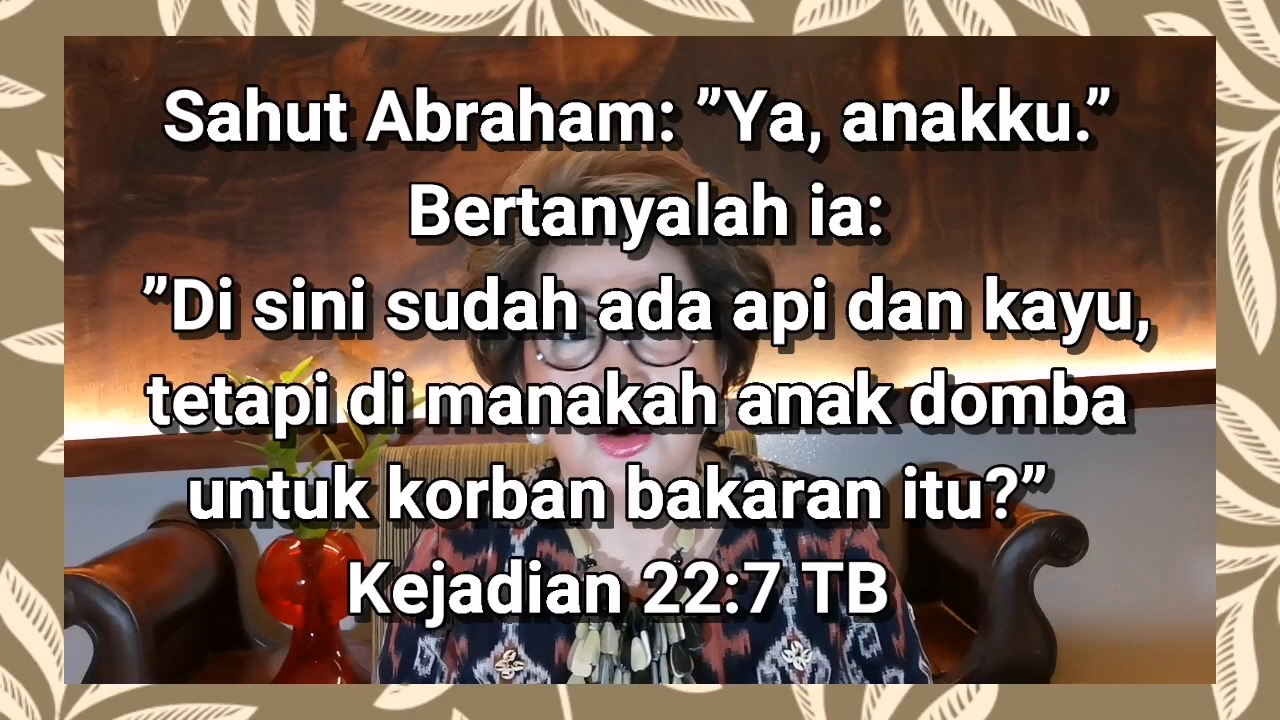 Sahut Abraham: ”Ya, anakku.”
Bertanyalah ia:
”Di sini sudah ada api dan kayu,
tetapi di manakah anak domba
untuk korban bakaran itu?”
Kejadian 22:7 TB